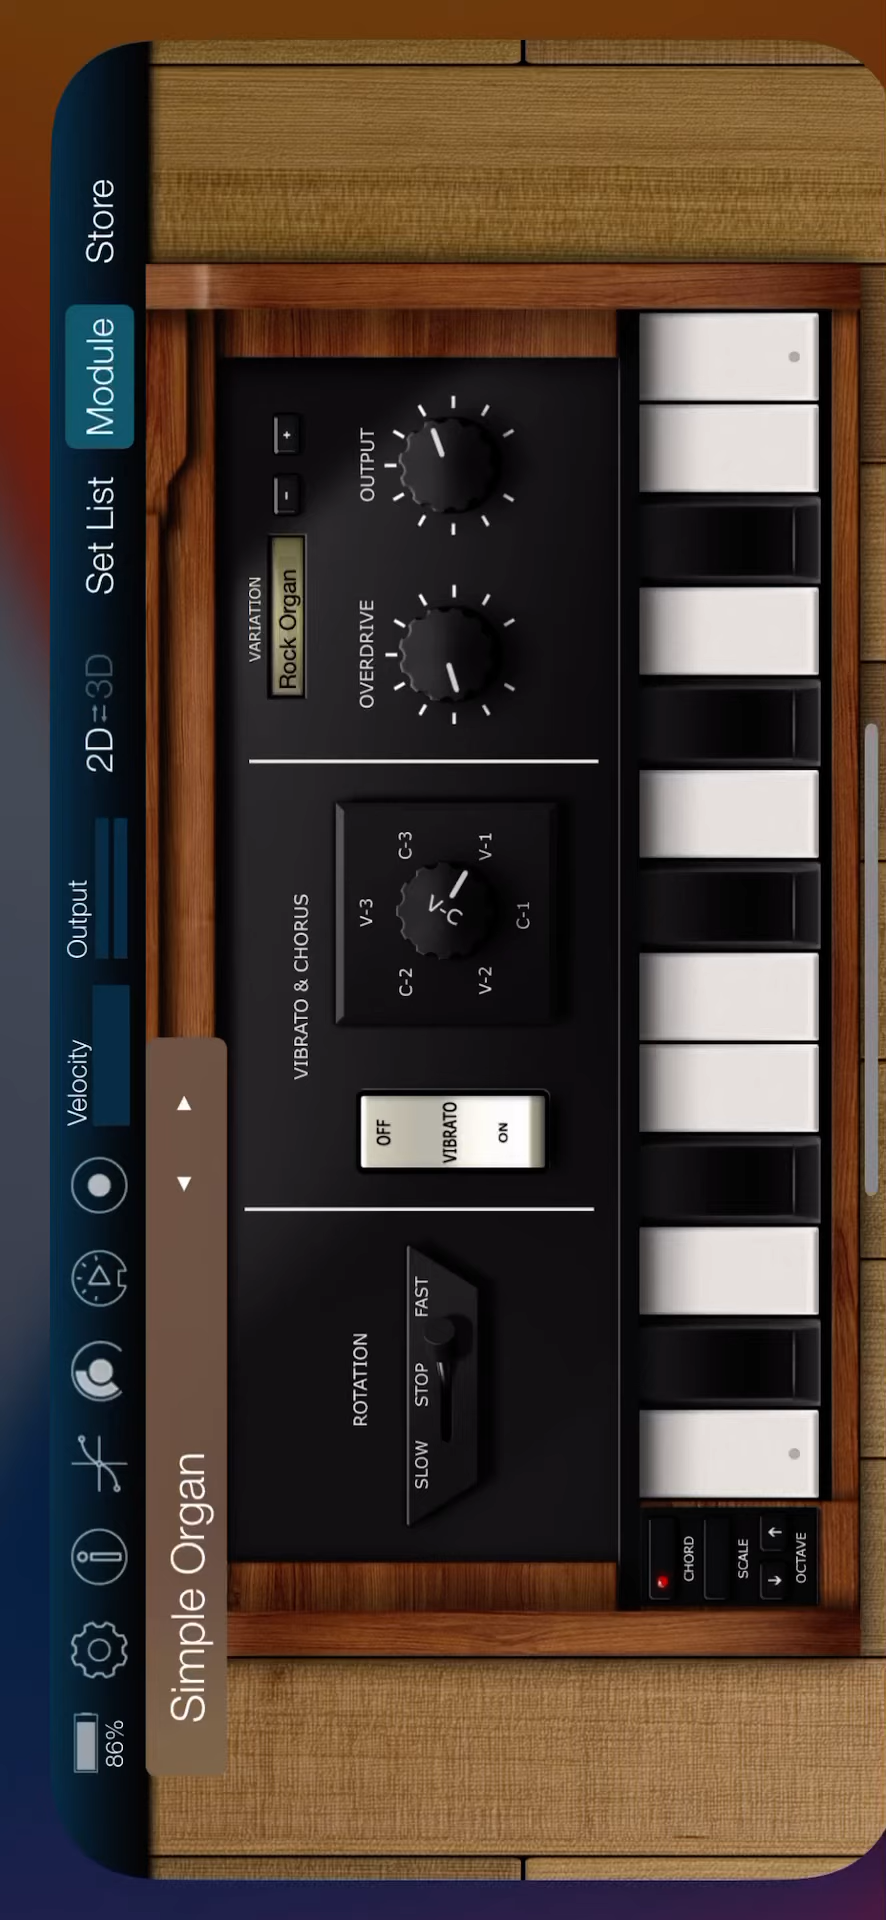 86%
Velocity
Output
2D⇄3D
Set List
Module
Store
Simple Organ
ROTATION
SLOW STOP FAST
VIBRATO & CHORUS
OFF
VIBRATO
ON
V-3
C-2 C-3
V-C
V-2 V-1
C-1
VARIATION
Rock Organ - +
OVERDRIVE OUTPUT
CHORD
SCALE
OCTAVE